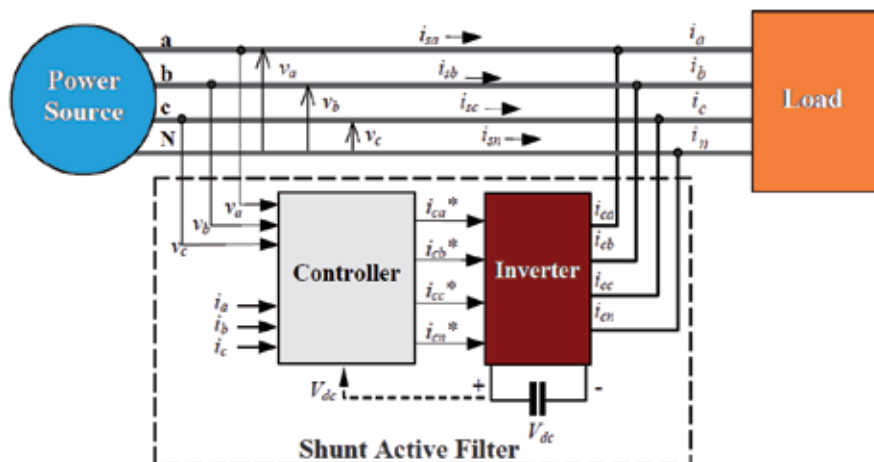 a
i_sa
i_a
b
i_sb
i_b
c
i_sc
i_c
N
i_sn
i_n
Power
Source
Load
v_a
v_b
v_c
v_a
v_b
v_c
i_a
i_b
i_c
Controller
i_ca*
i_cb*
i_cc*
i_cn*
Inverter
i_ca
i_cb
i_cc
i_cn
V_dc
+
-
V_dc
Shunt Active Filter